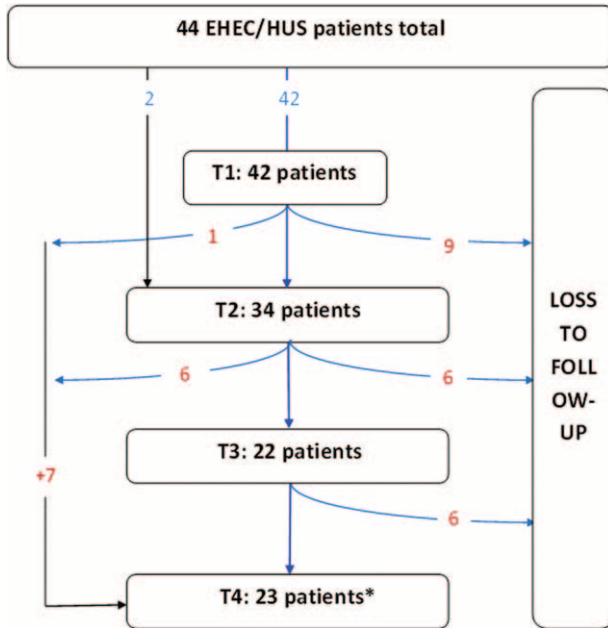 44 EHEC/HUS patients total
2
42
T1: 42 patients
1
9
T2: 34 patients
6
6
T3: 22 patients
+7
6
T4: 23 patients*
LOSS
TO
FOLL
OW-
UP